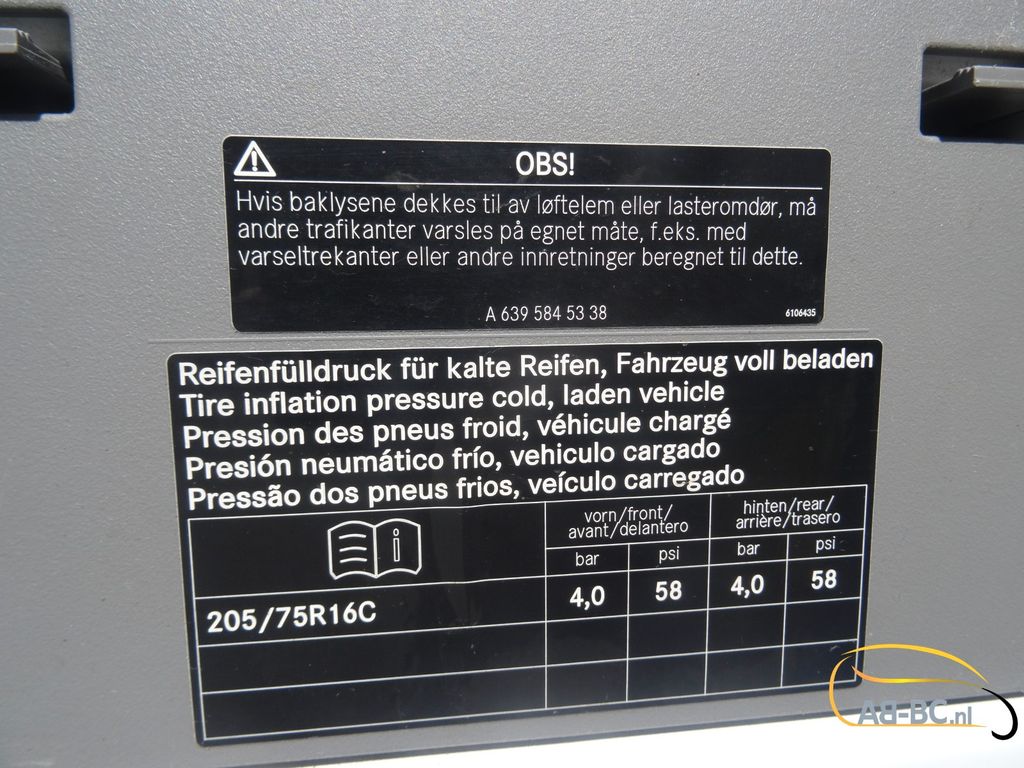 OBS!
Hvis baklysene dekkes til av løftelem eller lasteromdør, må
andre trafikanter varsles på egnet måte, f.eks. med
varseltrekanter eller andre innretninger beregnet til dette.
A 639 584 53 38
6106435
Reifenfülldruck für kalte Reifen, Fahrzeug voll beladen
Tire inflation pressure cold, laden vehicle
Pression des pneus froid, véhicule chargé
Presión neumático frío, vehiculo cargado
Pressão dos pneus frios, veículo carregado
vorn/front/
avant/delantero
hinten/rear/
arrière/trasero
bar psi bar psi
205/75R16C 4,0 58 4,0 58
AB-BC.nl